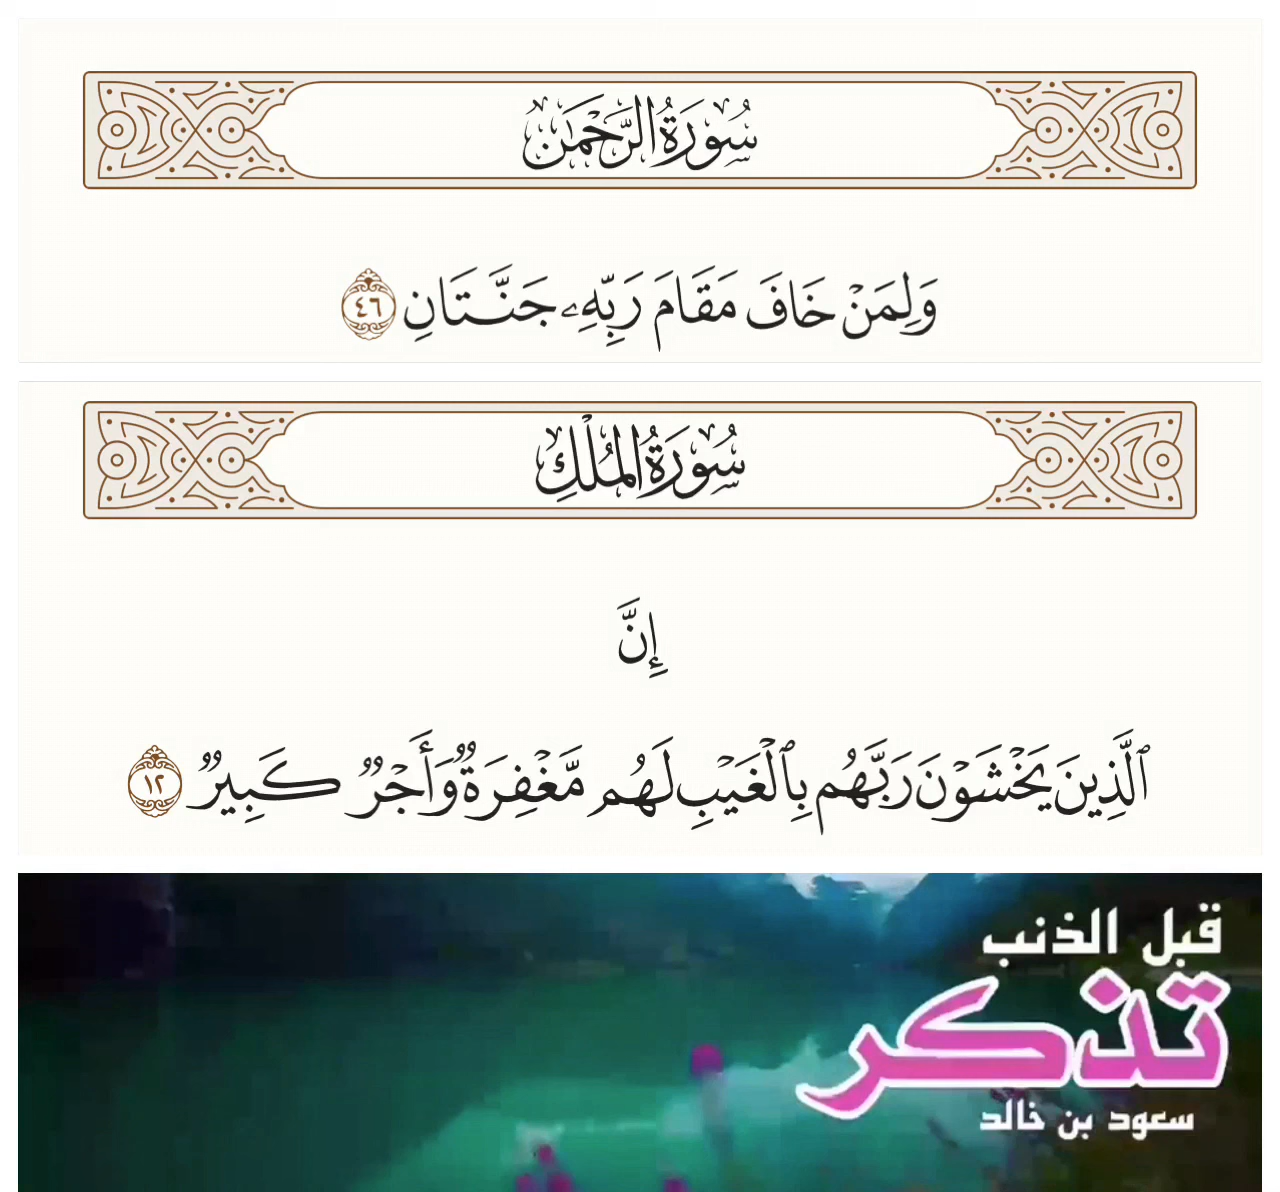 سُورَةُ الرَّحْمَٰن
وَلِمَنْ خَافَ مَقَامَ رَبِّهِۦ جَنَّتَانِ ٤٦
سُورَةُ المُلْكِ
إِنَّ
ٱلَّذِينَ يَخْشَوْنَ رَبَّهُم بِٱلْغَيْبِ لَهُم مَّغْفِرَةٌ وَأَجْرٌ كَبِيرٌ ١٢
قبل الذنب
تذكر
سعود بن خالد